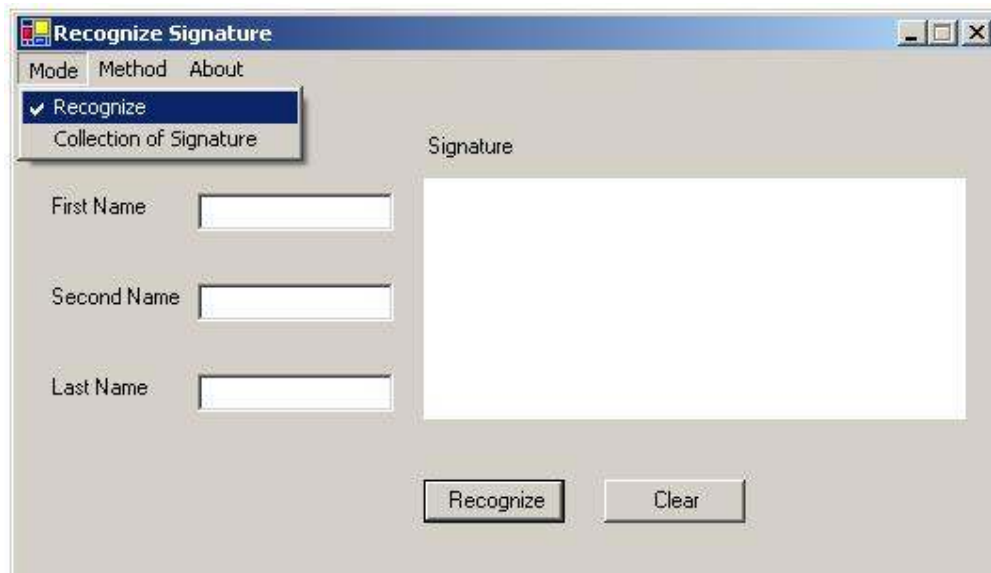 Recognize Signature
Mode Method About
Recognize
Collection of Signature
Signature
First Name
Second Name
Last Name
Recognize Clear